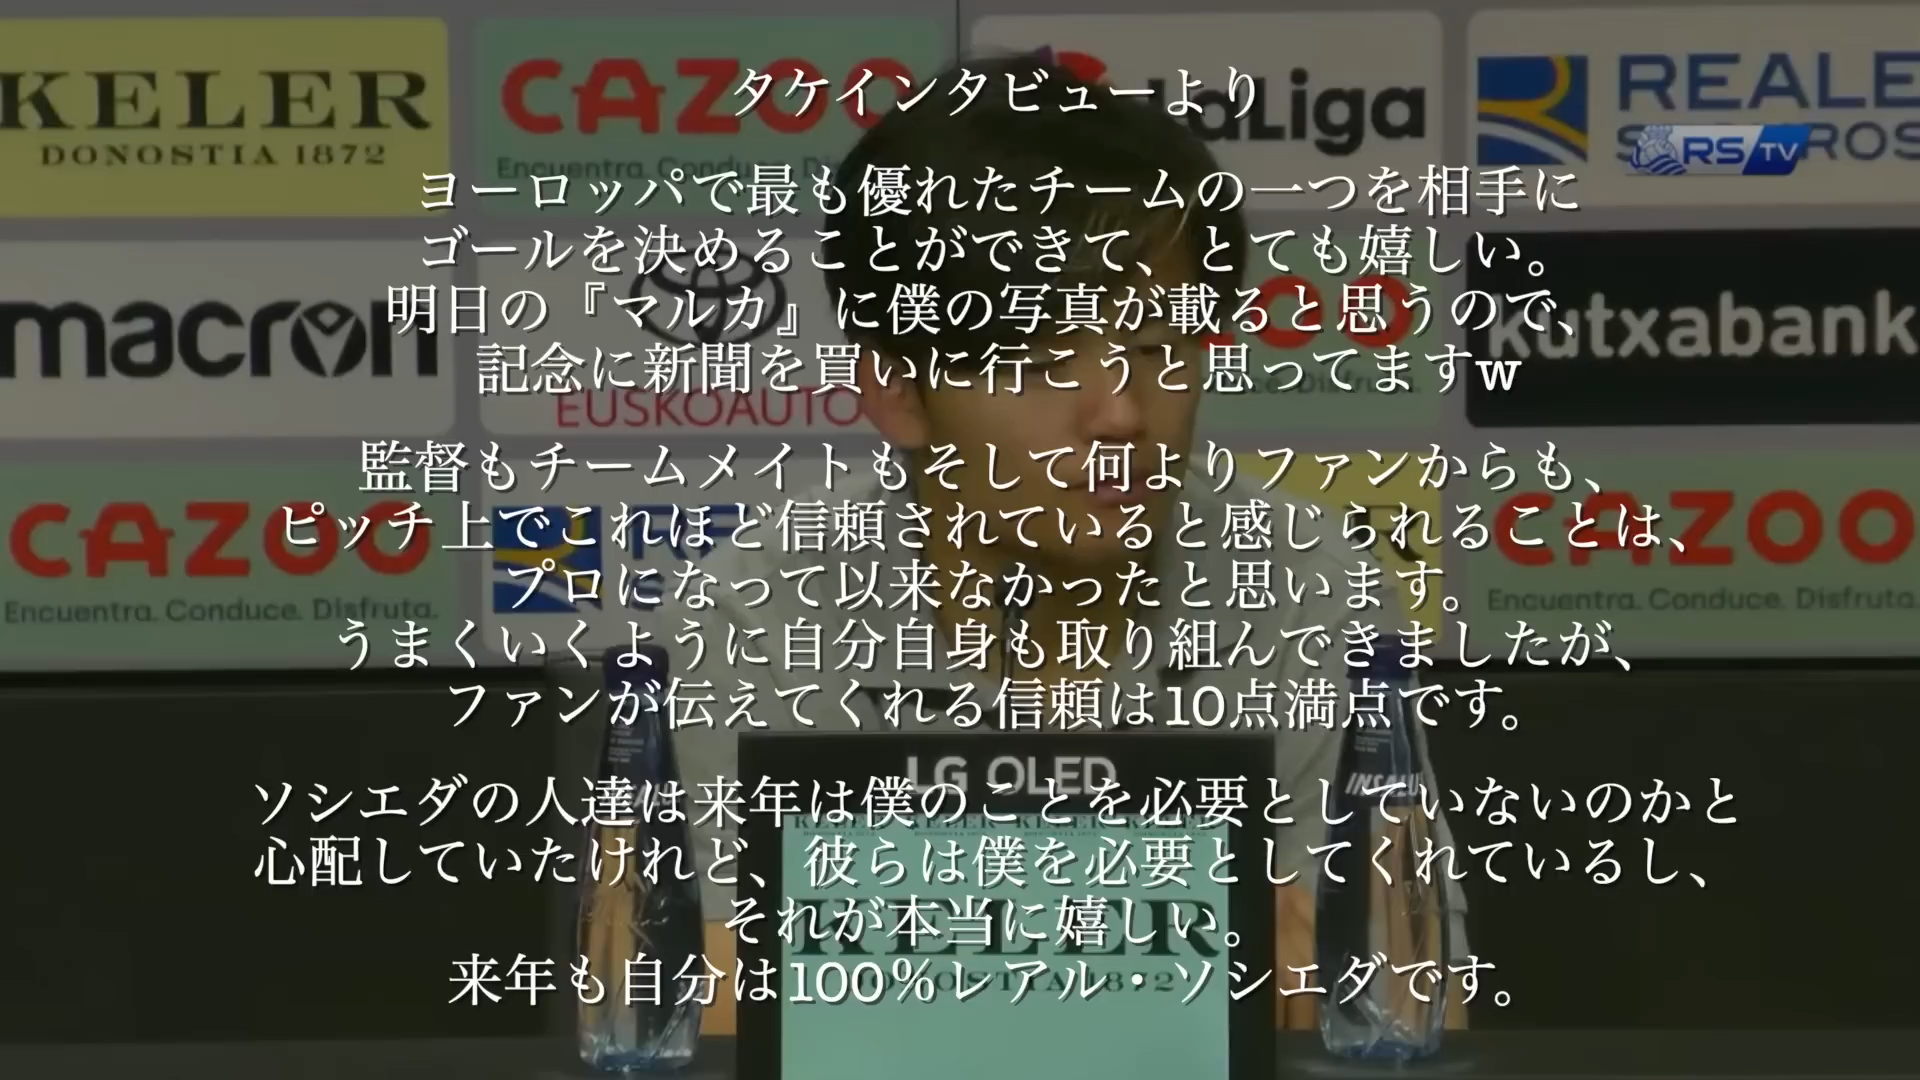 タケインタビューより
ヨーロッパで最も優れたチームの一つを相手に
ゴールを決めることができて、とても嬉しい。
明日の『マルカ』に僕の写真が載ると思うので、
記念に新聞を買いに行こうと思ってますw
監督もチームメイトもそして何よりファンからも、
ピッチ上でこれほど信頼されていると感じられることは、
プロになって以来なかったと思います。
うまくいくように自分自身も取り組んできましたが、
ファンが伝えてくれる信頼は10点満点です。
ソシエダの人達は来年は僕のことを必要としていないのかと
心配していたけれど、彼らは僕を必要としてくれているし、
それが本当に嬉しい。
来年も自分は100%レアル・ソシエダです。
KELER
DONOSTIA 1872
CAZOO
Encuentra. Conduce.
LaLiga
REALE
RS TV
macron
EUSKOAUTO
kutxabank
CAZOO
Encuentra. Conduce. Disfruta.
CAZOO
Encuentra. Conduce. Disfruta.
LG OLED
INSALUS
KELER
DONOSTIA 1872